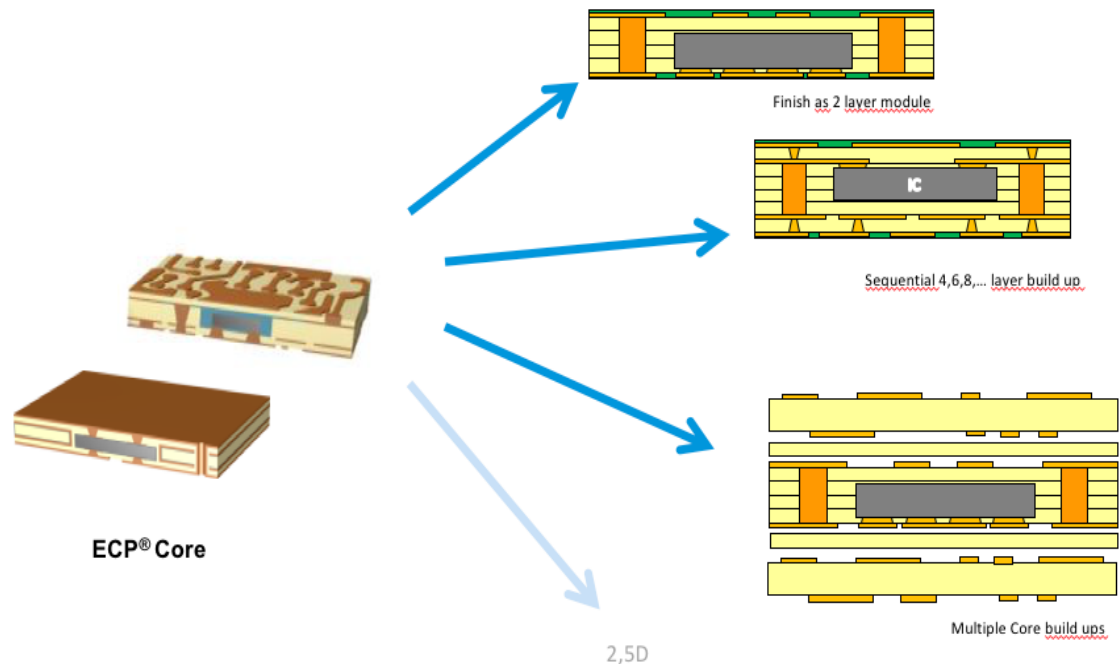 Finish as 2 layer module
IC
Sequential 4,6,8,... layer build up
ECP® Core
Multiple Core build ups
2,5D